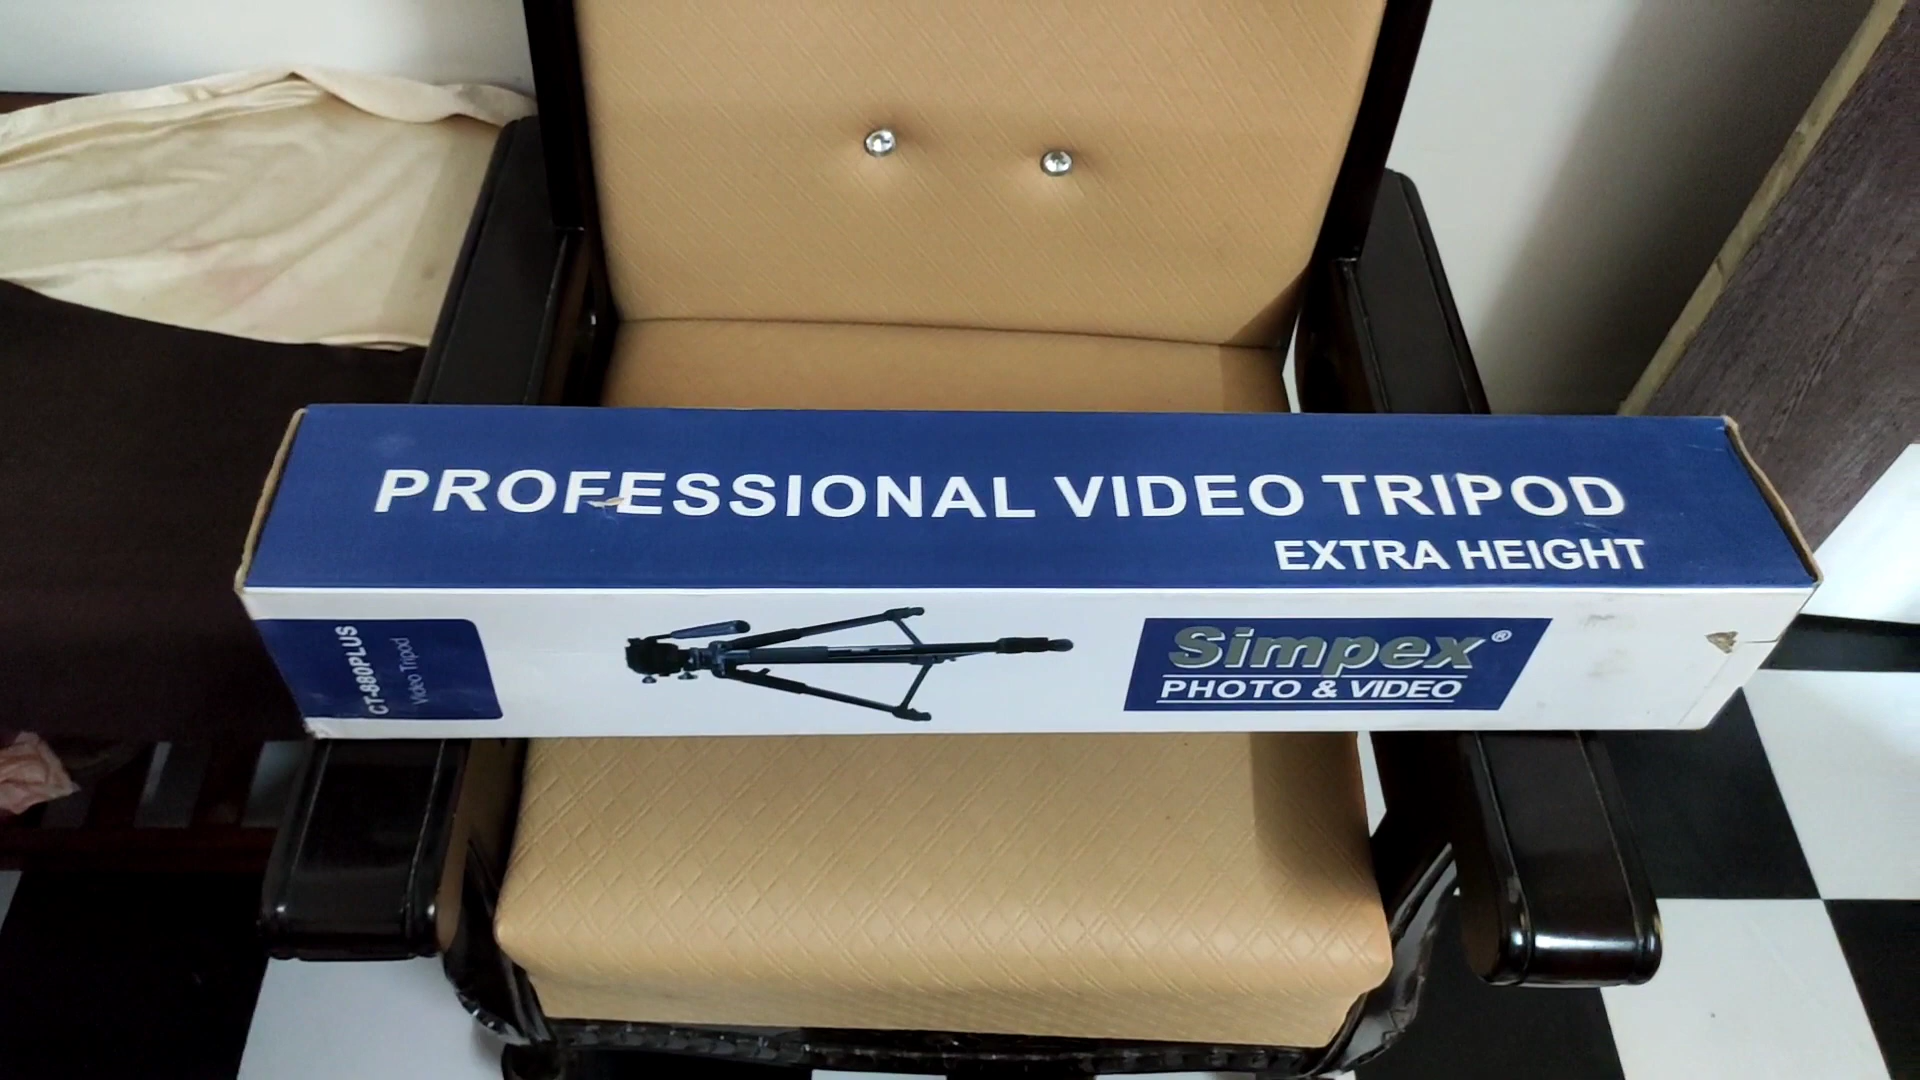 PROFESSIONAL VIDEO TRIPOD
EXTRA HEIGHT
CT-880PLUS
Video Tripod
Simpex®
PHOTO & VIDEO